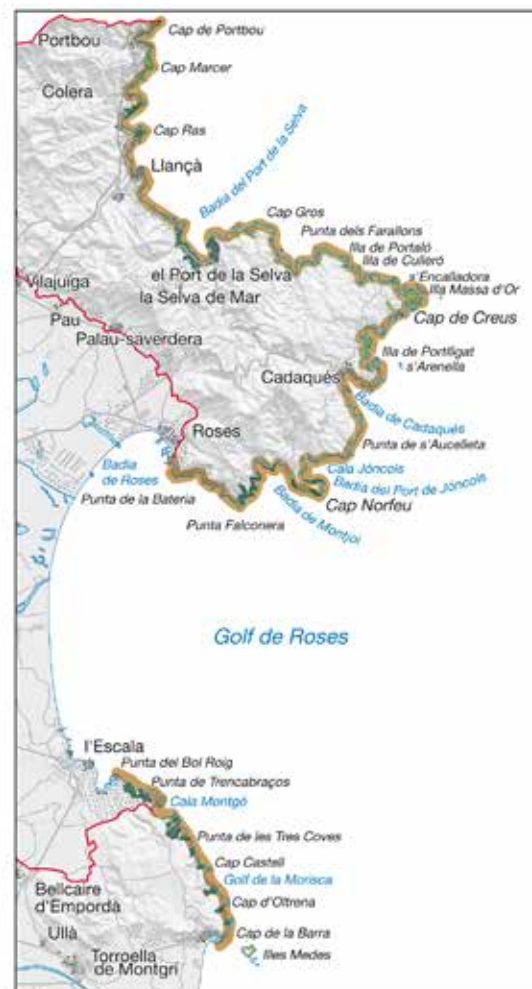 Cap de Portbou
Portbou
Cap Marcer
Colera
Cap Ras
Llançà
Badia del Port de la Selva
Cap Gros
Punta dels Farallons
Illa de Portaló
Illa de Culleró
el Port de la Selva
s'Encalladora
Vilajuïga
la Selva de Mar
Illa Massa d'Or
Pau
Cap de Creus
Palau-saverdera
Illa de Portlligat
s'Arenella
Cadaqués
Badia de Cadaqués
Roses
Punta de s'Aucelleta
Badia
de Roses
Cala Jóncols
Badia del Port de Jóncols
Punta de la Bateria
Cap Norfeu
Badia de Montjoi
Punta Falconera
Golf de Roses
l'Escala
Punta del Bol Roig
Punta de Trencabraços
Cala Montgó
Punta de les Tres Coves
Cap Castell
Bellcaire
d'Empordà
Golf de la Morisca
Cap d'Oltrena
Ullà
Cap de la Barra
Torroella
de Montgrí
Illes Medes